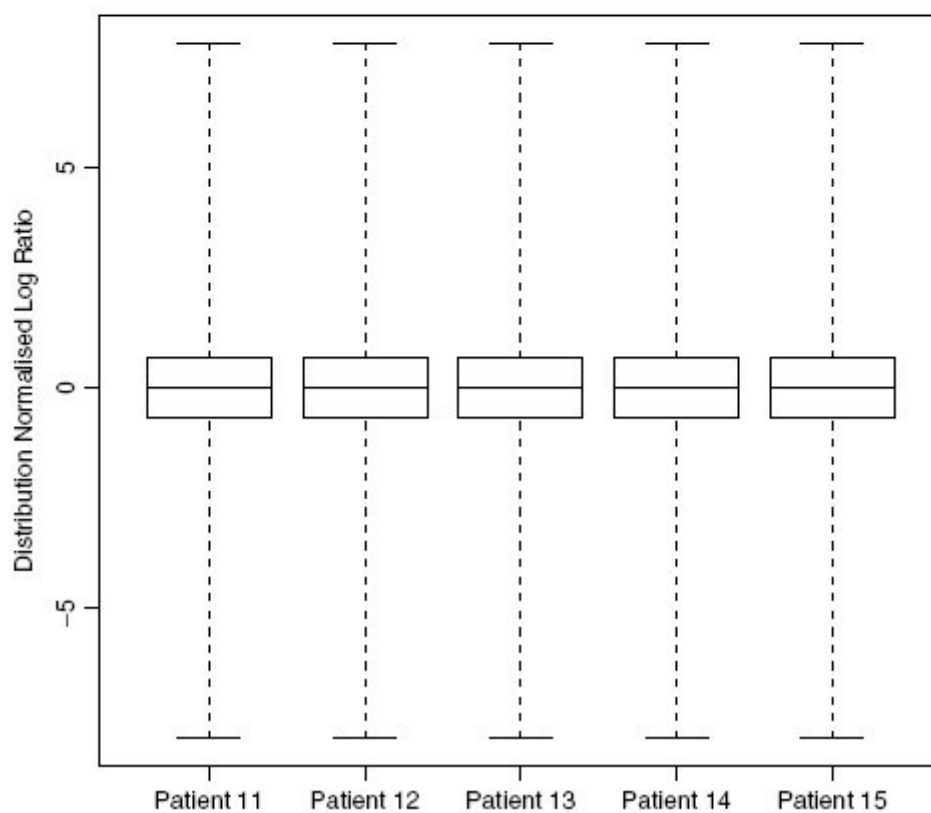 Distribution Normalised Log Ratio
5
0
−5
Patient 11
Patient 12
Patient 13
Patient 14
Patient 15